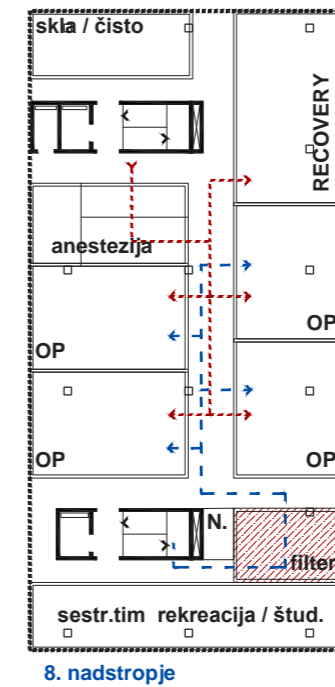 skla / čisto
RECOVERY
anestezija
OP
OP
OP
OP
N.
filter
sestr.tim rekreacija / štud.
8. nadstropje